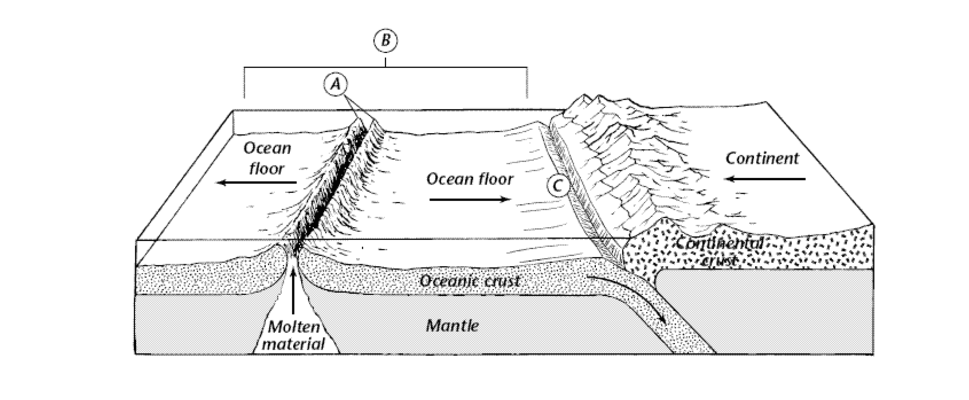 B
A
Ocean
floor
Ocean floor
Continent
C
Continental
crust
Oceanic crust
Molten
material
Mantle